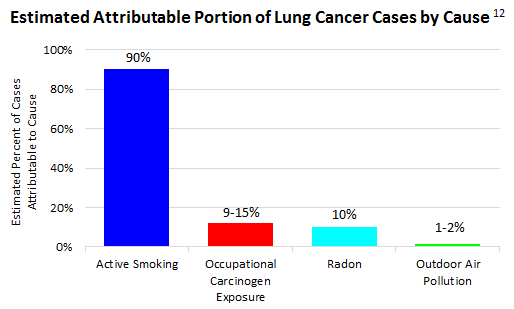 Estimated Attributable Portion of Lung Cancer Cases by Cause 12
Estimated Percent of Cases
Attributable to Cause
100%
80%
60%
40%
20%
0%
90%
9-15%
10%
1-2%
Active Smoking
Occupational
Carcinogen
Exposure
Radon
Outdoor Air
Pollution